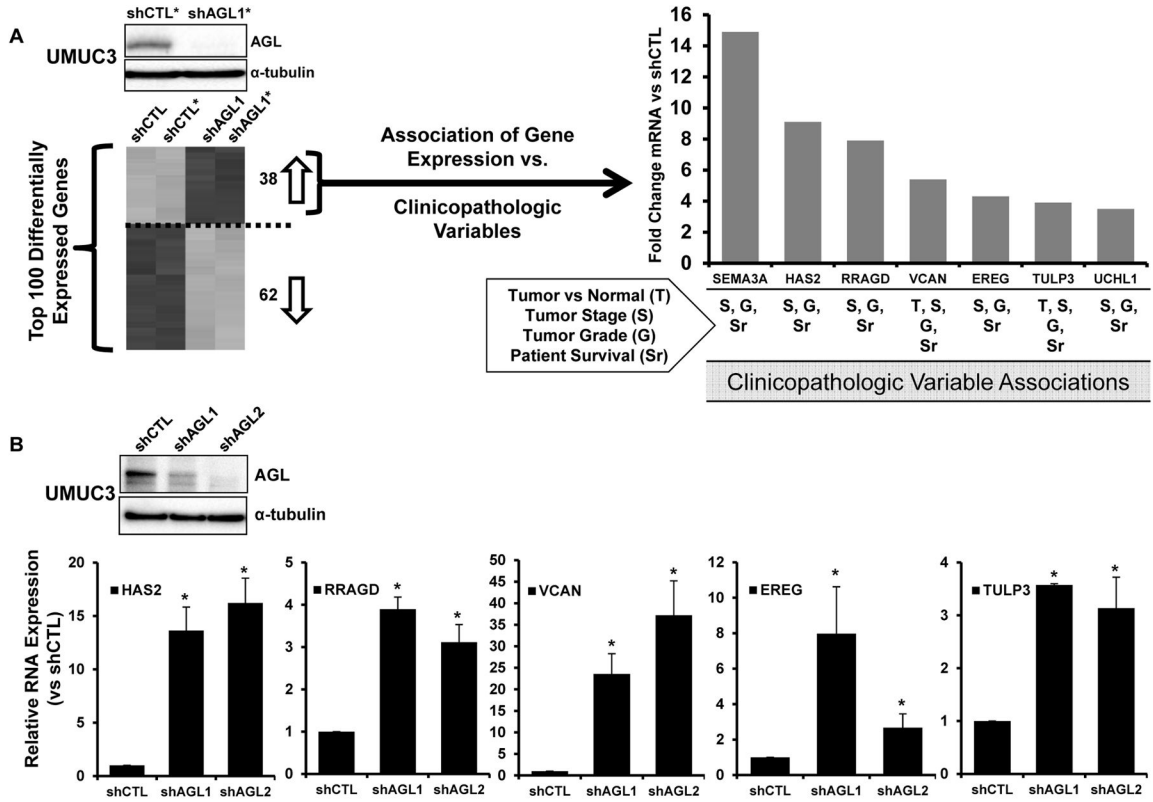 A
shCTL* shAGL1*
UMUC3
AGL
α-tubulin
shCTL shCTL* shAGL1 shAGL1*
Top 100 Differentially
Expressed Genes
38
62
Association of Gene
Expression vs.
Clinicopathologic
Variables
Fold Change mRNA vs shCTL
16
14
12
10
8
6
4
2
0
SEMA3A HAS2 RRAGD VCAN EREG TULP3 UCHL1
S, G, S, G, S, G, T, S, S, G, T, S, S, G,
Sr Sr Sr G, Sr G, Sr
Sr Sr
Tumor vs Normal (T)
Tumor Stage (S)
Tumor Grade (G)
Patient Survival (Sr)
Clinicopathologic Variable Associations
B
shCTL shAGL1 shAGL2
UMUC3
AGL
α-tubulin
Relative RNA Expression
(vs shCTL)
HAS2
20
15
10
5
0
* *
shCTL shAGL1 shAGL2
RRAGD
5
4
3
2
1
0
* *
shCTL shAGL1 shAGL2
VCAN
50
45
40
35
30
25
20
15
10
5
0
* *
shCTL shAGL1 shAGL2
EREG
12
10
8
6
4
2
0
* *
shCTL shAGL1 shAGL2
TULP3
4
3
2
1
0
* *
shCTL shAGL1 shAGL2